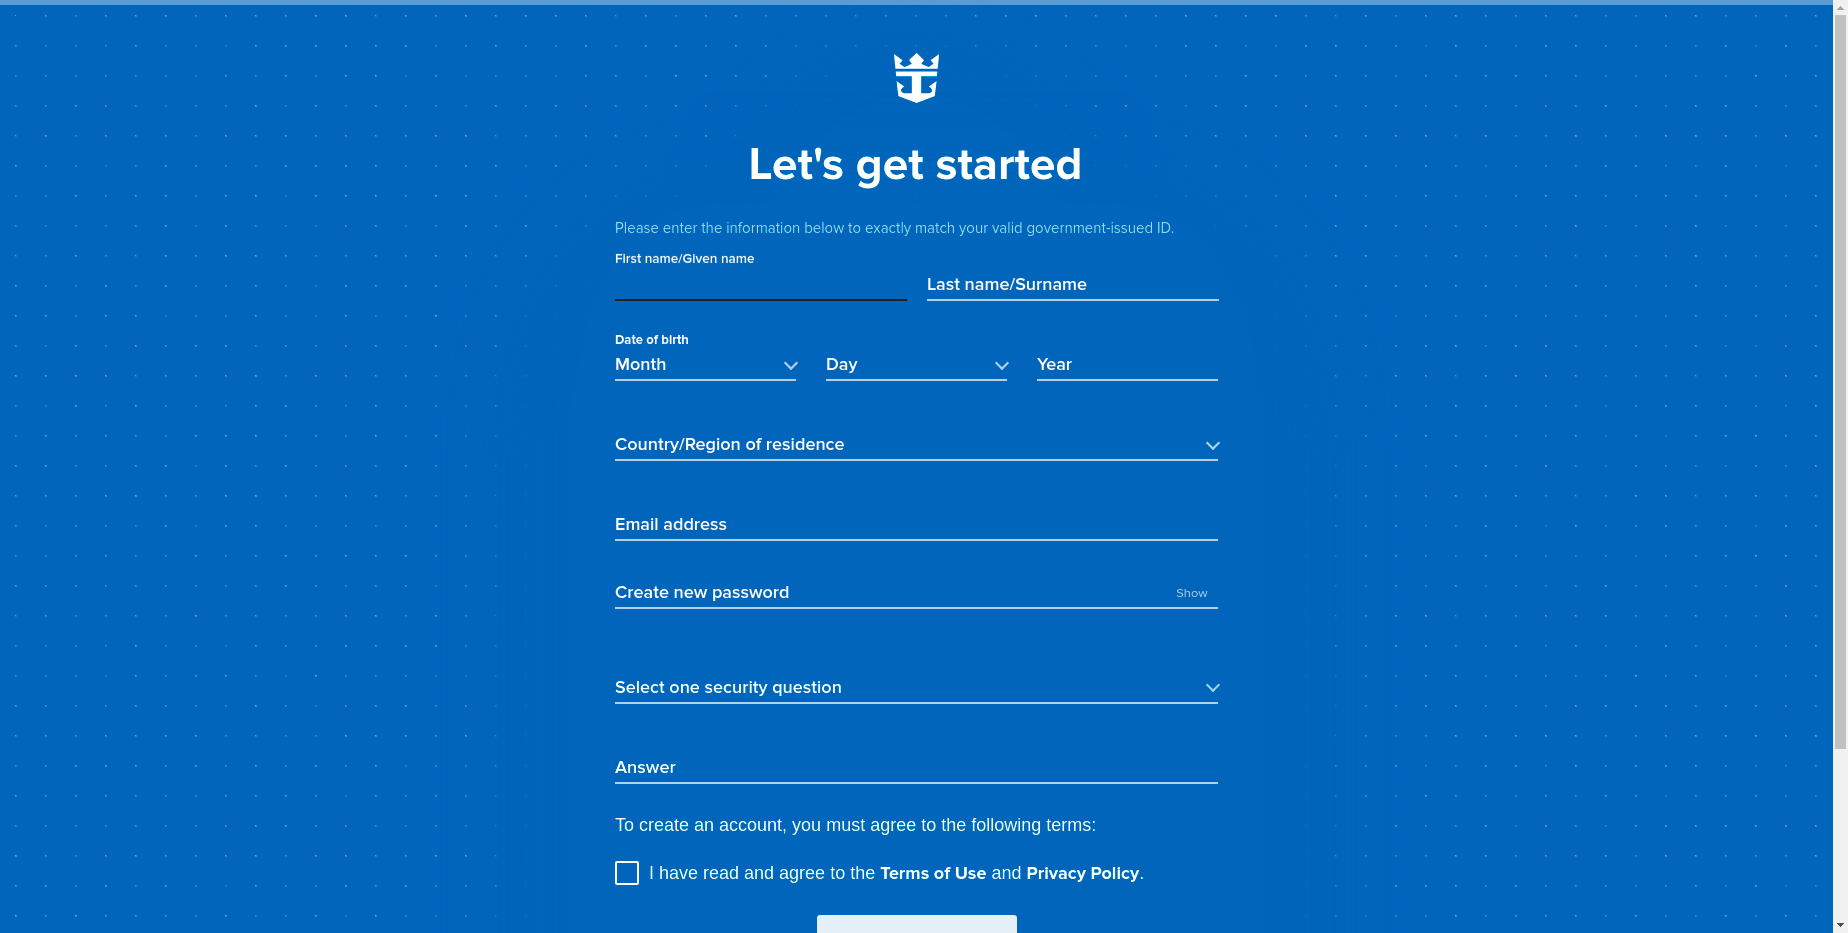 Let's get started
Please enter the information below to exactly match your valid government-issued ID.
First name/Given name
Last name/Surname
Date of birth
Month
Day
Year
Country/Region of residence
Email address
Create new password
Show
Select one security question
Answer
To create an account, you must agree to the following terms:
I have read and agree to the Terms of Use and Privacy Policy.